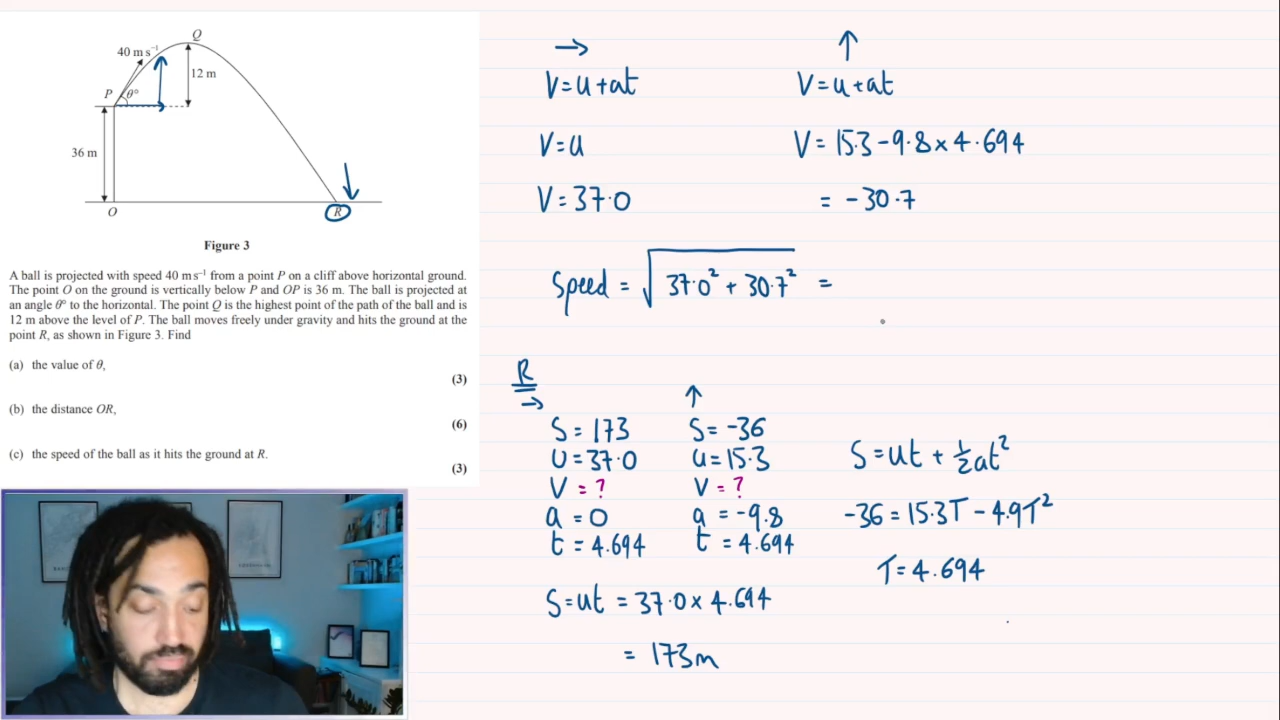 Q
40 m s⁻¹
12 m
P
θ°
36 m
O
R
Figure 3
A ball is projected with speed 40 m s⁻¹ from a point P on a cliff above horizontal ground.
The point O on the ground is vertically below P and OP is 36 m. The ball is projected at
an angle θ° to the horizontal. The point Q is the highest point of the path of the ball and is
12 m above the level of P. The ball moves freely under gravity and hits the ground at the
point R, as shown in Figure 3. Find
(a) the value of θ,
(3)
(b) the distance OR,
(6)
(c) the speed of the ball as it hits the ground at R.
(3)
→ ↑
V=u+at V=u+at
V=u V= 15.3-9.8×4.694
V= 37.0 = -30.7
Speed = √37.0² + 30.7² =
R
→ ↑
S= 173 S= -36
U= 37.0 u= 15.3
V = ? V = ?
a = 0 a = -9.8
t = 4.694 t = 4.694
S=ut + ½at²
-36 = 15.3T - 4.9T²
T= 4.694
S=ut = 37.0 × 4.694
= 173m